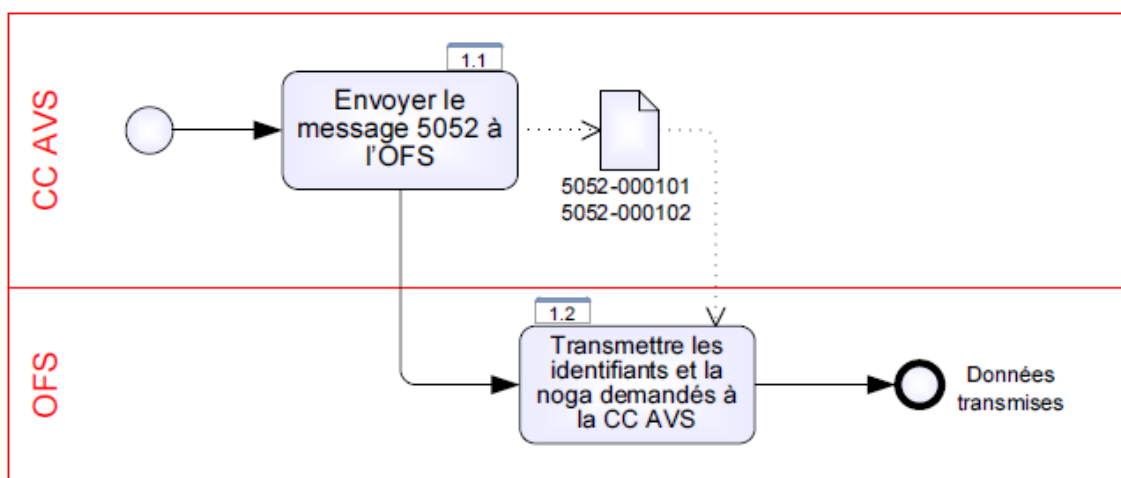 CC AVS
1.1
Envoyer le
message 5052 à
l'OFS
5052-000101
5052-000102
OFS
1.2
Transmettre les
identifiants et la
noga demandés à
la CC AVS
Données
transmises